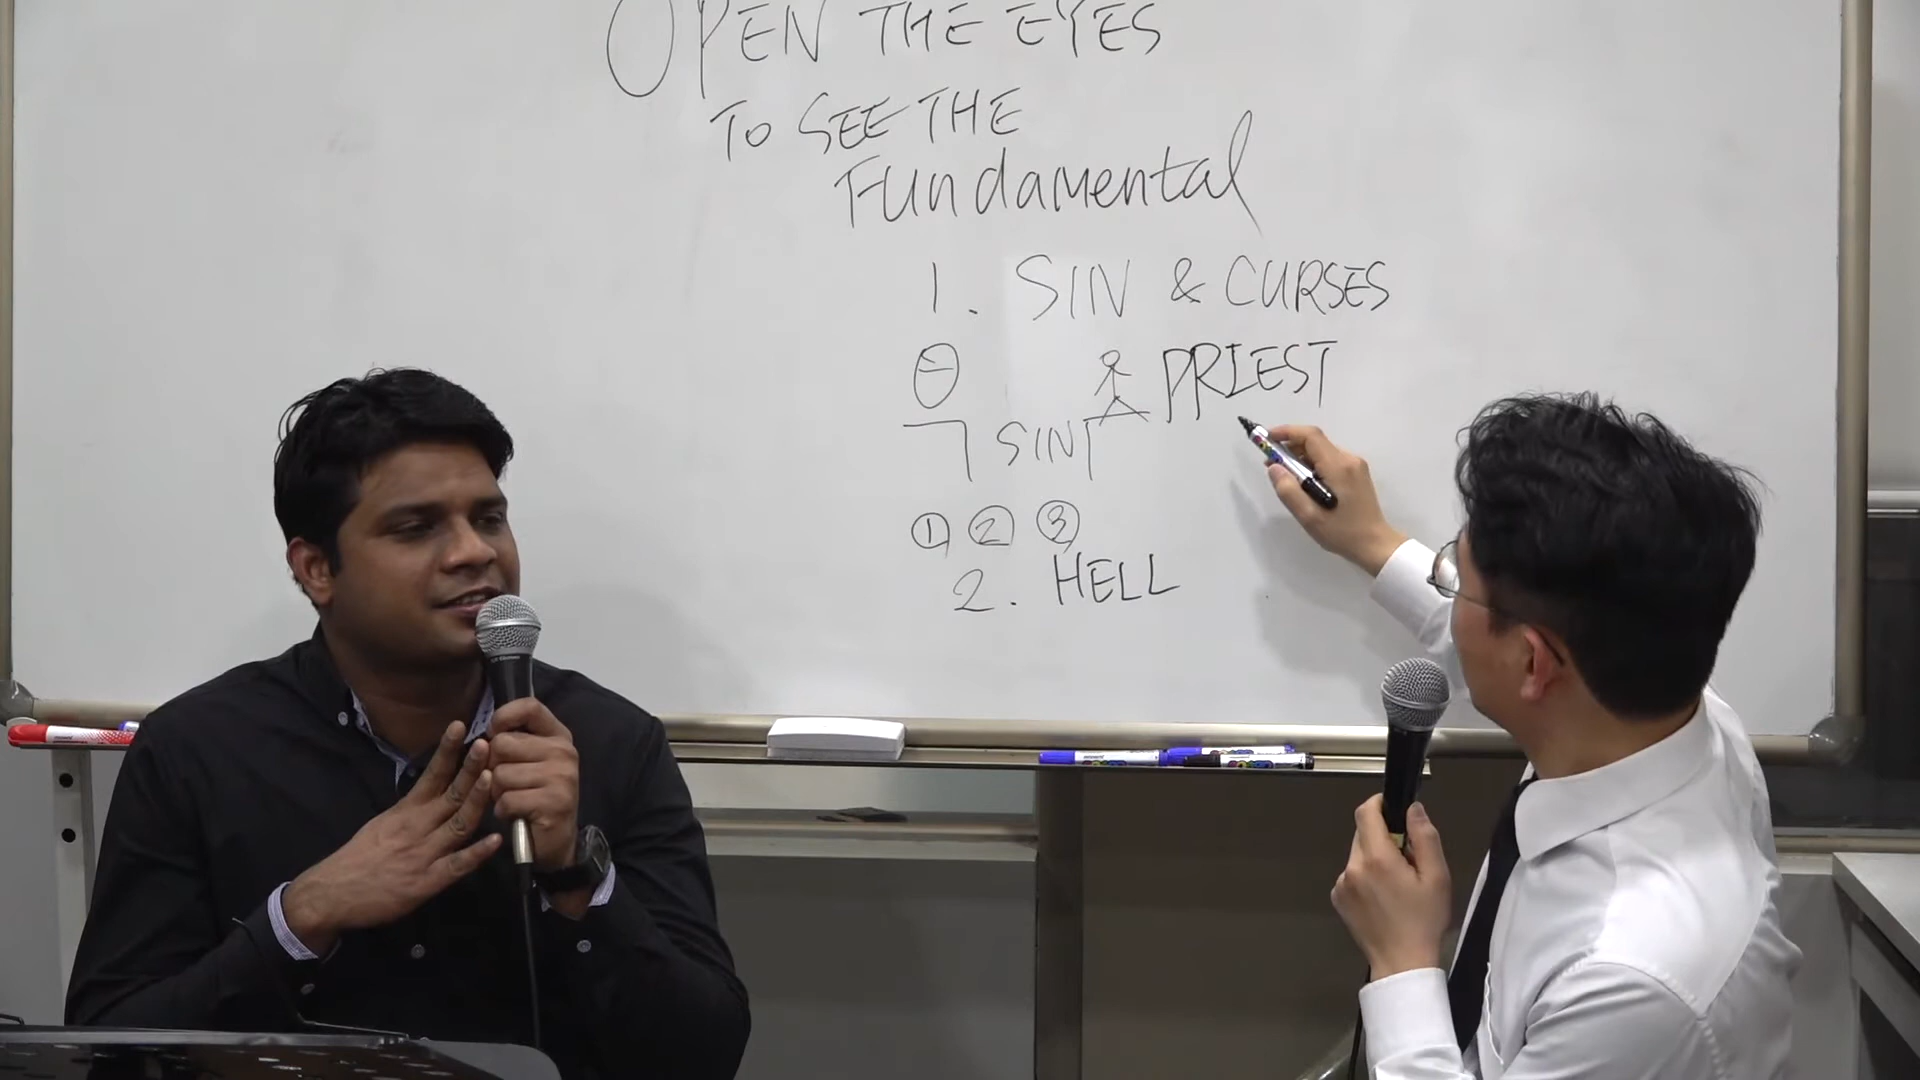 OPEN THE EYES
TO SEE THE
Fundamental
1. SIN & CURSES
PRIEST
SIN
① ② ③
2. HELL